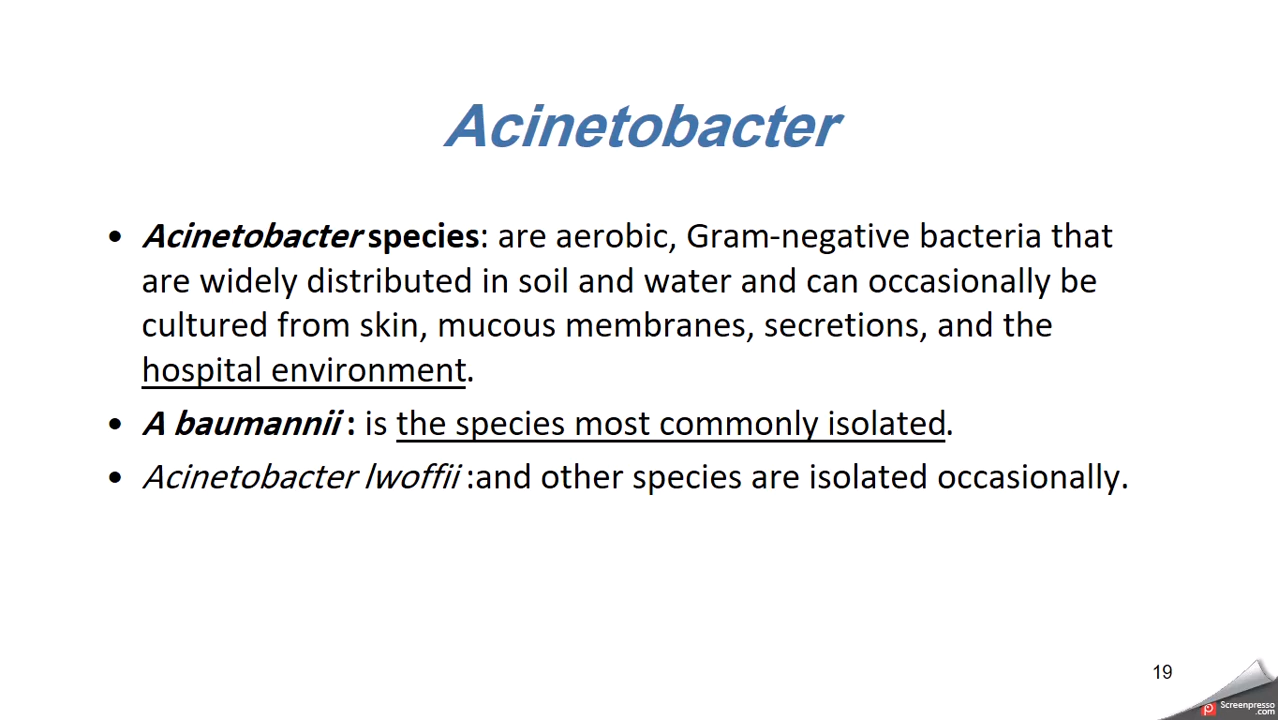 Acinetobacter
• Acinetobacter species: are aerobic, Gram-negative bacteria that
are widely distributed in soil and water and can occasionally be
cultured from skin, mucous membranes, secretions, and the
hospital environment.
• A baumannii : is the species most commonly isolated.
• Acinetobacter lwoffii :and other species are isolated occasionally.
19
Screenpresso
.com